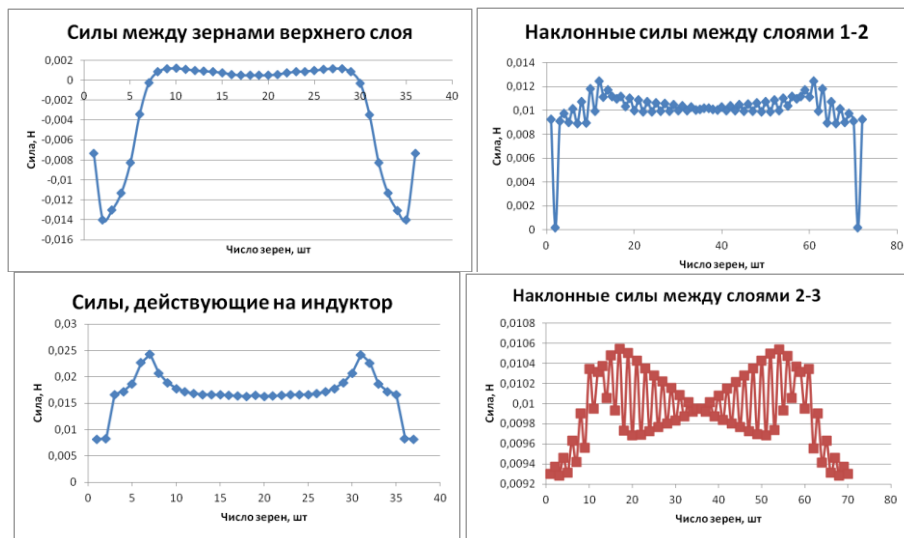 Силы между зернами верхнего слоя
0,002
0
-0,002
-0,004
-0,006
-0,008
-0,01
-0,012
-0,014
-0,016
0 5 10 15 20 25 30 35 40
Сила, Н
Число зерен, шт
Наклонные силы между слоями 1-2
0,014
0,012
0,01
0,008
0,006
0,004
0,002
0
0 20 40 60 80
Сила, Н
Число зерен, шт
Силы, действующие на индуктор
0,03
0,025
0,02
0,015
0,01
0,005
0
0 5 10 15 20 25 30 35 40
Сила, Н
Число зерен, шт
Наклонные силы между слоями 2-3
0,0108
0,0106
0,0104
0,0102
0,01
0,0098
0,0096
0,0094
0,0092
0 10 20 30 40 50 60 70 80
Сила, Н
Число зерен, шт